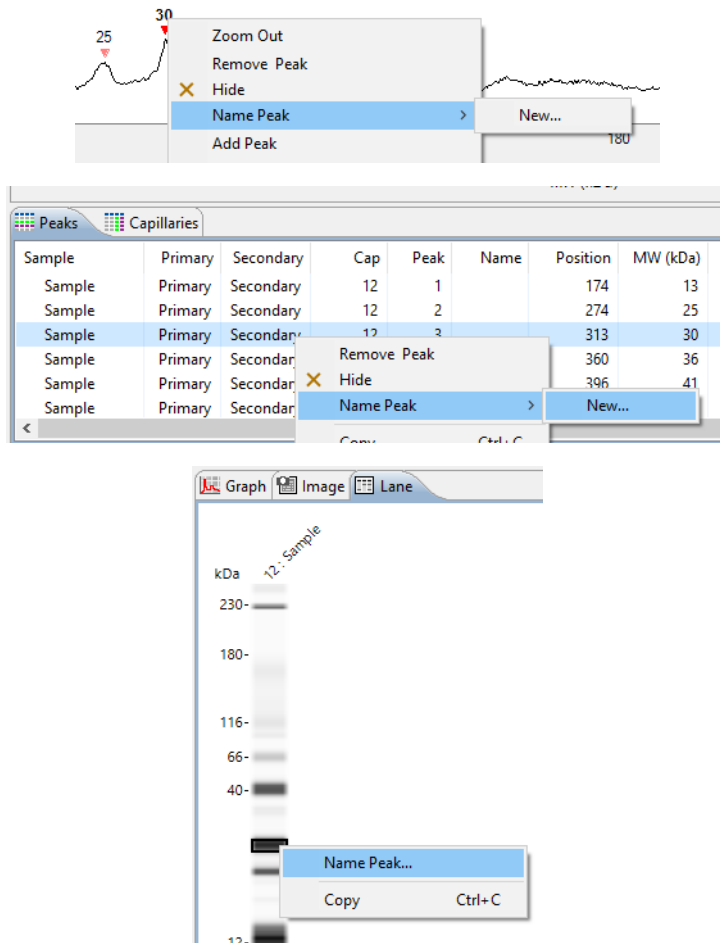 30
25
Zoom Out
Remove Peak
Hide
Name Peak >
New...
Add Peak
180
Peaks Capillaries
Sample Primary Secondary Cap Peak Name Position MW (kDa)
Sample Primary Secondary 12 1 174 13
Sample Primary Secondary 12 2 274 25
Sample Primary Secondary 12 3 313 30
Sample Primary 360 36
Sample Primary 396 41
Sample Primary
Remove Peak
Hide
Name Peak >
New...
Copy Ctrl+C
Graph Image Lane
12 : Sample
kDa
230-
180-
116-
66-
40-
Name Peak...
Copy Ctrl+C
12-